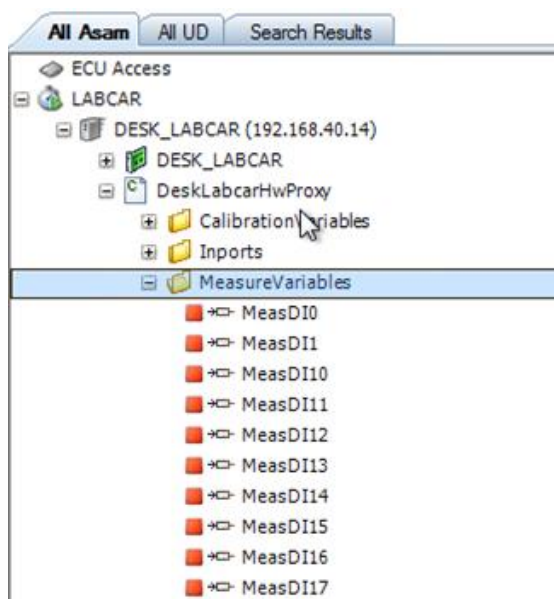 All Asam All UD Search Results
ECU Access
LABCAR
DESK_LABCAR (192.168.40.14)
DESK_LABCAR
DeskLabcarHwProxy
CalibrationVariables
Inports
MeasureVariables
MeasDI0
MeasDI1
MeasDI10
MeasDI11
MeasDI12
MeasDI13
MeasDI14
MeasDI15
MeasDI16
MeasDI17